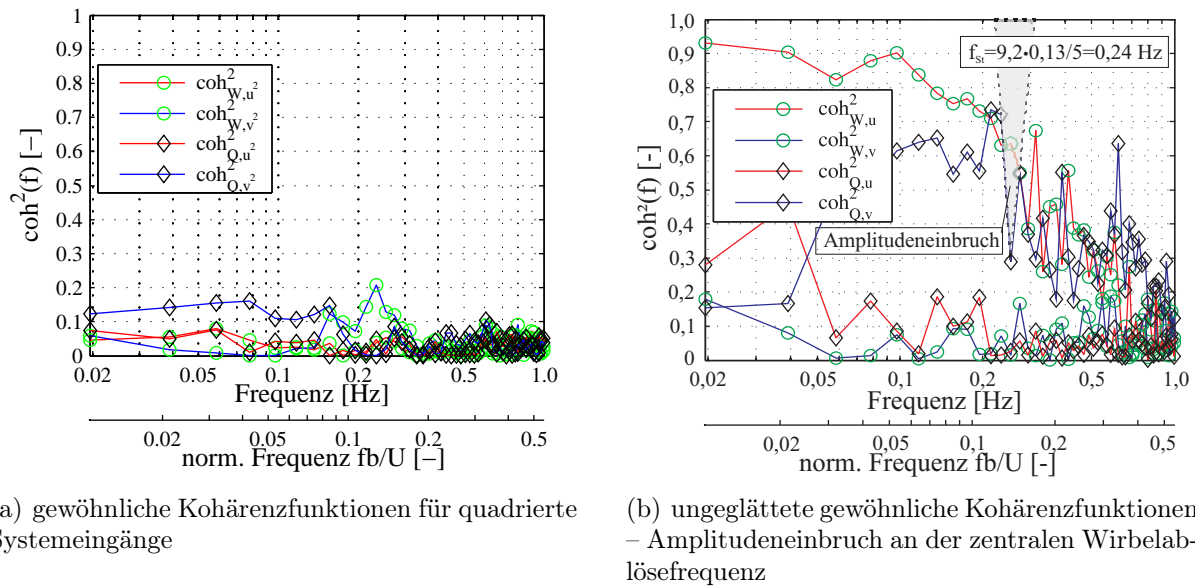 1
0.9
0.8
0.7
0.6
0.5
0.4
0.3
0.2
0.1
0
coh²(f) [−]
coh²W,u²
coh²W,v²
coh²Q,u²
coh²Q,v²
0.02 0.05 0.1 0.2 0.5 1.0
Frequenz [Hz]
0.02 0.05 0.1 0.2 0.5
norm. Frequenz fb/U [−]
a) gewöhnliche Kohärenzfunktionen für quadrierte
Systemeingänge
1,0
0,9
0,8
0,7
0,6
0,5
0,4
0,3
0,2
0,1
0
coh²(f) [-]
fSt=9,2•0,13/5=0,24 Hz
coh²W,u
coh²W,v
coh²Q,u
coh²Q,v
Amplitudeneinbruch
0,02 0,05 0,1 0,2 0,5 1,0
Frequenz [Hz]
0,02 0,05 0,1 0,2 0,5
norm. Frequenz fb/U [-]
(b) ungeglättete gewöhnliche Kohärenzfunktionen
– Amplitudeneinbruch an der zentralen Wirbelab-
lösefrequenz